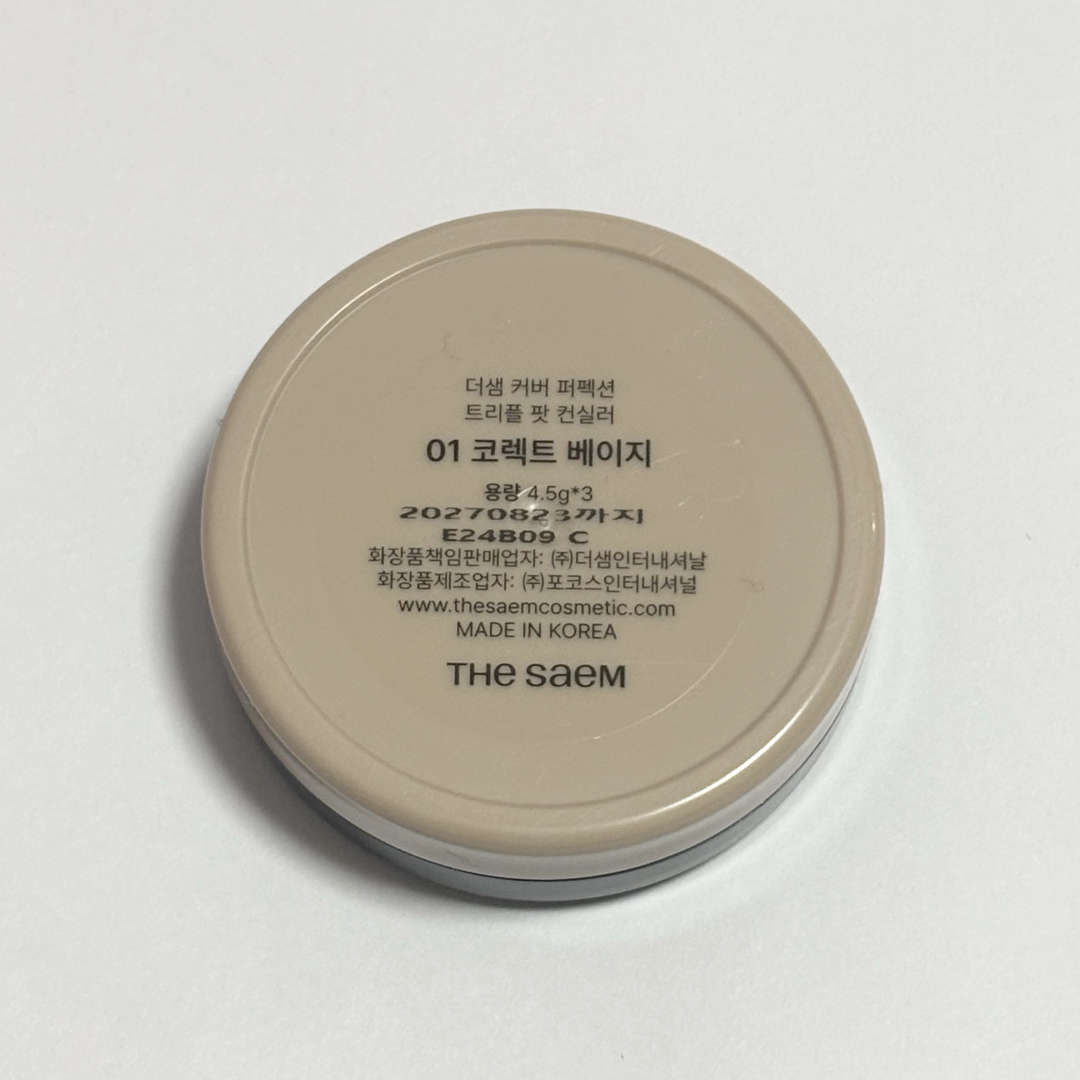 더샘 커버 퍼펙션
트리플 팟 컨실러
01 코렉트 베이지
용량 4.5g*3
20270823까지
E24B09 C
화장품책임판매업자: ㈜더샘인터내셔날
화장품제조업자: ㈜포코스인터내셔널
www.thesaemcosmetic.com
MADE IN KOREA
THE SAEM